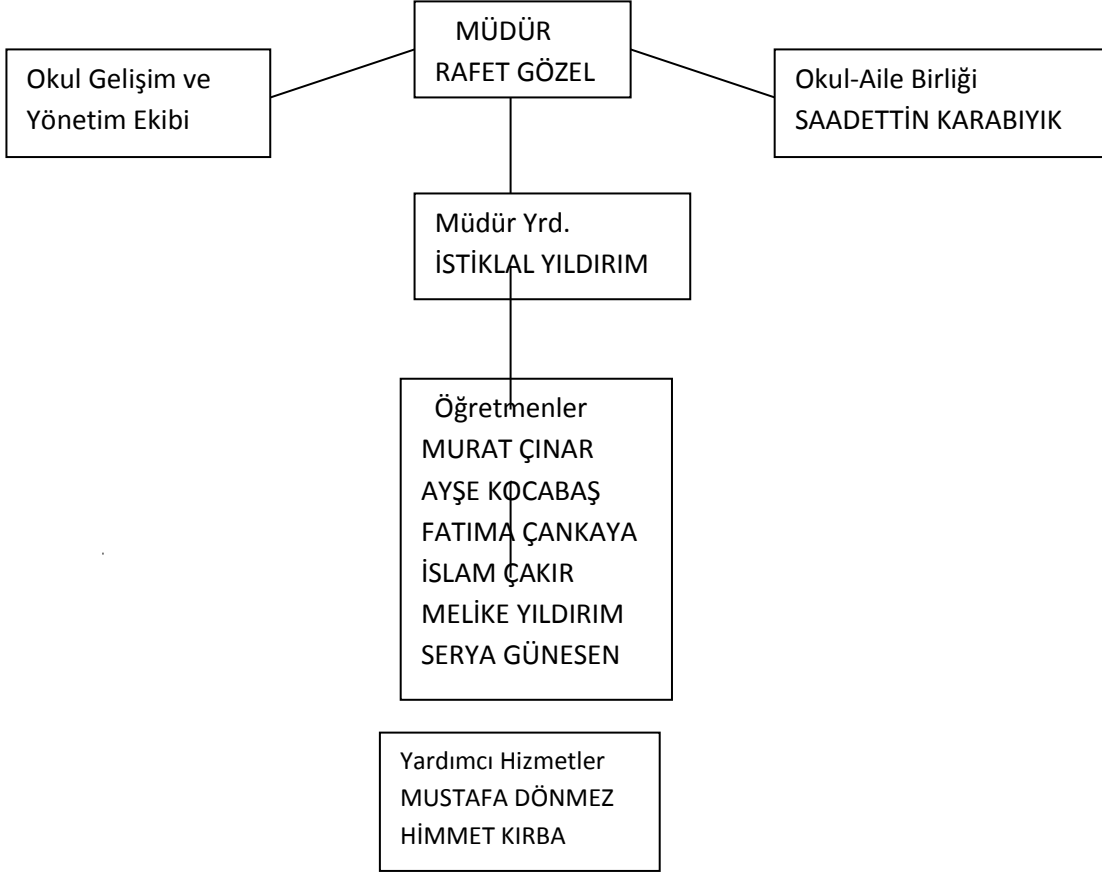 MÜDÜR
RAFET GÖZEL
Okul Gelişim ve
Yönetim Ekibi
Okul-Aile Birliği
SAADETTİN KARABIYIK
Müdür Yrd.
İSTİKLAL YILDIRIM
Öğretmenler
MURAT ÇINAR
AYŞE KOCABAŞ
FATIMA ÇANKAYA
İSLAM ÇAKIR
MELİKE YILDIRIM
SERYA GÜNESEN
Yardımcı Hizmetler
MUSTAFA DÖNMEZ
HİMMET KIRBA